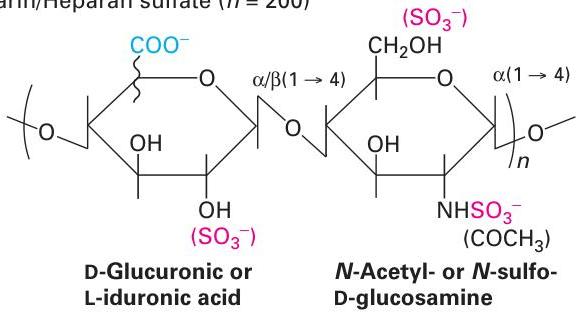 arin/Heparan sulfate (n = 200)
(SO₃⁻)
COO⁻
CH₂OH
O
α/β(1 → 4)
O
α(1 → 4)
O
OH
O
OH
O
n
OH
NHSO₃⁻
(SO₃⁻)
(COCH₃)
D-Glucuronic or
L-iduronic acid
N-Acetyl- or N-sulfo-
D-glucosamine